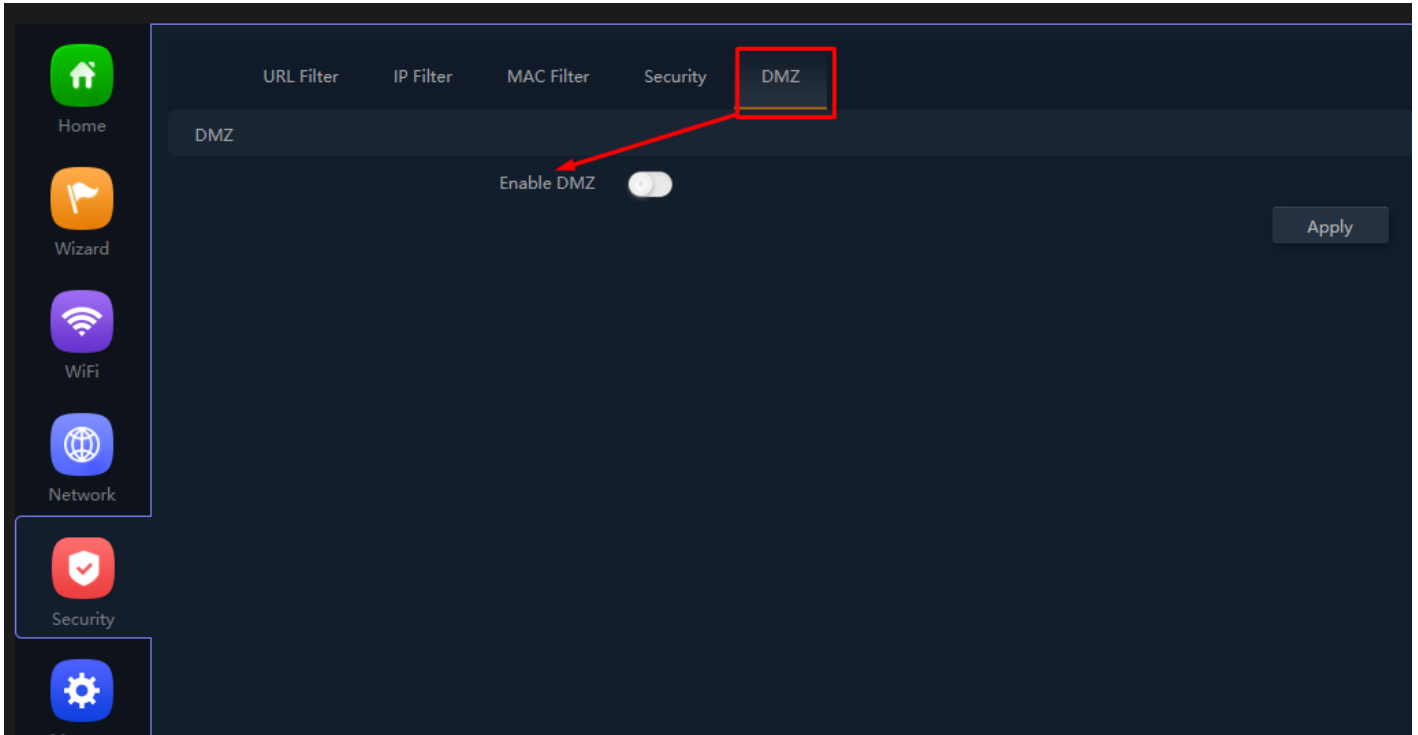 URL Filter IP Filter MAC Filter Security DMZ
Home
DMZ
Enable DMZ
Apply
Wizard
WiFi
Network
Security